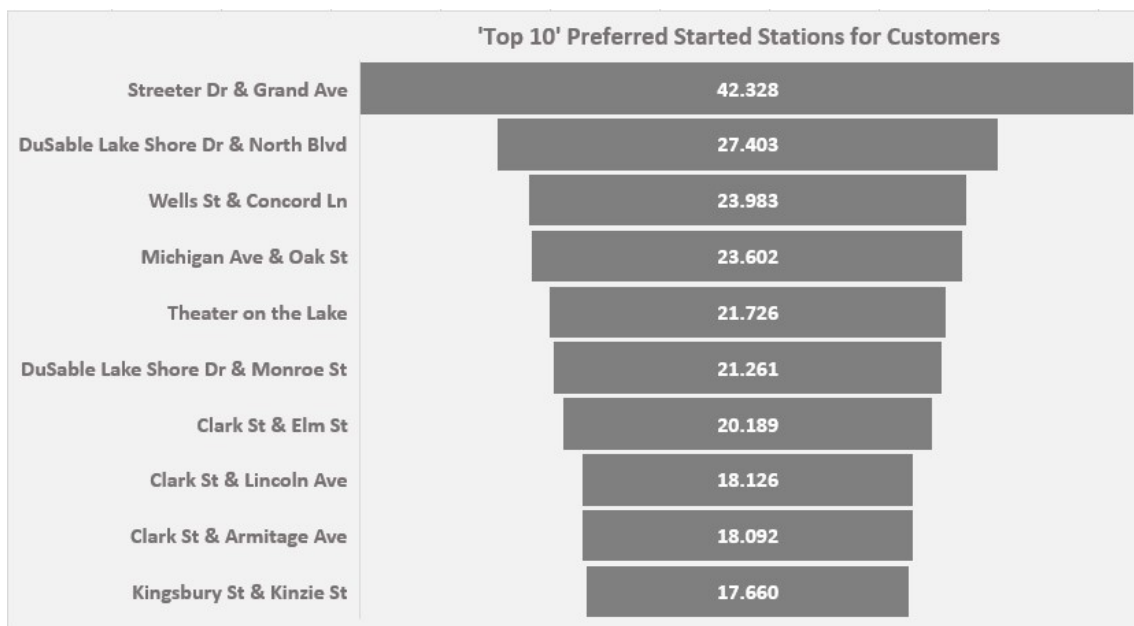 'Top 10' Preferred Started Stations for Customers
Streeter Dr & Grand Ave 42.328
DuSable Lake Shore Dr & North Blvd 27.403
Wells St & Concord Ln 23.983
Michigan Ave & Oak St 23.602
Theater on the Lake 21.726
DuSable Lake Shore Dr & Monroe St 21.261
Clark St & Elm St 20.189
Clark St & Lincoln Ave 18.126
Clark St & Armitage Ave 18.092
Kingsbury St & Kinzie St 17.660